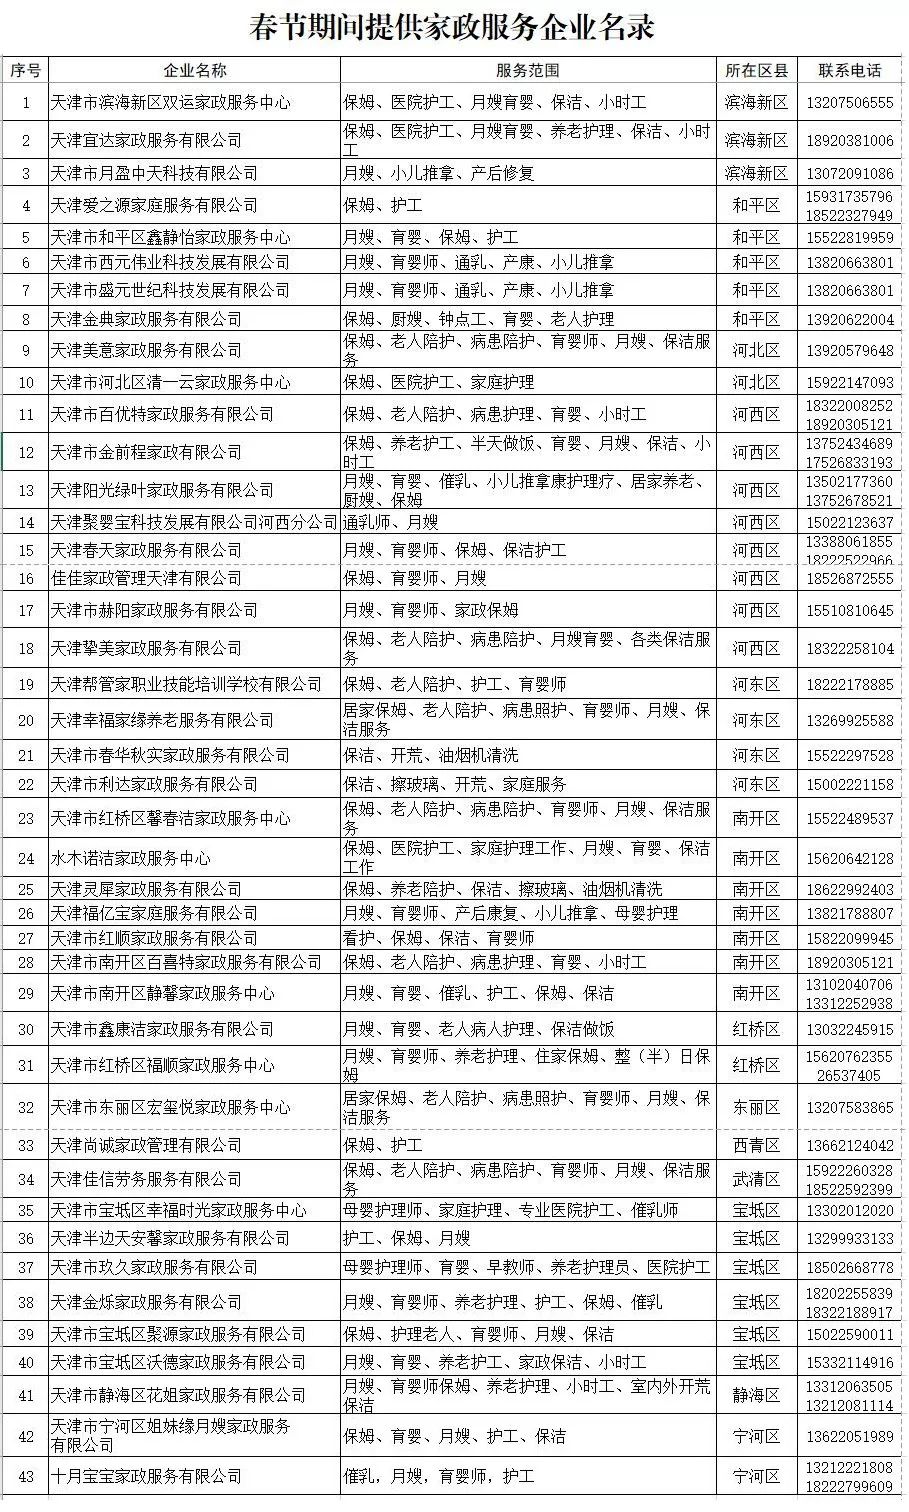 春节期间提供家政服务企业名录
序号 企业名称 服务范围 所在区县 联系电话
1 天津市滨海新区双运家政服务中心 保姆、医院护工、月嫂育婴、保洁、小时工 滨海新区 13207506555
2 天津宜达家政服务有限公司 保姆、医院护工、月嫂育婴、养老护理、保洁、小时
工 滨海新区 18920381006
3 天津市月盈中天科技有限公司 月嫂、小儿推拿、产后修复 滨海新区 13072091086
4 天津爱之源家庭服务有限公司 保姆、护工 和平区 15931735796
18522327949
5 天津市和平区鑫静怡家政服务中心 月嫂、育婴、保姆、护工 和平区 15522819959
6 天津市西元伟业科技发展有限公司 月嫂、育婴师、通乳、产康、小儿推拿 和平区 13820663801
7 天津市盛元世纪科技发展有限公司 月嫂、育婴师、通乳、产康、小儿推拿 和平区 13820663801
8 天津金典家政服务有限公司 保姆、厨嫂、钟点工、育婴、老人护理 和平区 13920622004
9 天津美意家政服务有限公司 保姆、老人陪护、病患陪护、育婴师、月嫂、保洁服
务 河北区 13920579648
10 天津市河北区清一云家政服务中心 保姆、医院护工、家庭护理 河北区 15922147093
11 天津市百优特家政服务有限公司 保姆、老人陪护、病患护理、育婴、小时工 河西区 18322008252
18920305121
12 天津市金前程家政有限公司 保姆、养老护工、半天做饭、育婴、月嫂、保洁、小
时工 河西区 13752434689
17526833193
13 天津阳光绿叶家政服务有限公司 月嫂、育婴、催乳、小儿推拿康护理疗、居家养老、
厨嫂、保姆 河西区 13502177360
13752678521
14 天津聚婴宝科技发展有限公司河西分公司 通乳师、月嫂 河西区 15022123637
15 天津春天家政服务有限公司 月嫂、育婴师、保姆、保洁护工 河西区 13388061855
18222522966
16 佳佳家政管理天津有限公司 保姆、育婴师、月嫂 河西区 18526872555
17 天津市赫阳家政服务有限公司 月嫂、育婴师、家政保姆 河西区 15510810645
18 天津挚美家政服务有限公司 保姆、老人陪护、病患陪护、月嫂育婴、各类保洁服
务 河西区 18322258104
19 天津帮管家职业技能培训学校有限公司 保姆、老人陪护、护工、育婴师 河东区 18222178885
20 天津幸福家缘养老服务有限公司 居家保姆、老人陪护、病患照护、育婴师、月嫂、保
洁服务 河东区 13269925588
21 天津市春华秋实家政服务有限公司 保洁、开荒、油烟机清洗 河东区 15522297528
22 天津市利达家政服务有限公司 保洁、擦玻璃、开荒、家庭服务 河东区 15002221158
23 天津市红桥区馨春洁家政服务中心 保姆、老人陪护、病患陪护、育婴师、月嫂、保洁服
务 南开区 15522489537
24 水木诺洁家政服务中心 保姆、医院护工、家庭护理工作、月嫂、育婴、保洁
工作 南开区 15620642128
25 天津灵犀家政服务有限公司 保姆、养老陪护、保洁、擦玻璃、油烟机清洗 南开区 18622992403
26 天津福亿宝家庭服务有限公司 月嫂、育婴师、产后康复、小儿推拿、母婴护理 南开区 13821788807
27 天津市红顺家政服务有限公司 看护、保姆、保洁、育婴师 南开区 15822099945
28 天津市南开区百喜特家政服务有限公司 保姆、老人陪护、病患护理、育婴、小时工 南开区 18920305121
29 天津市南开区静馨家政服务中心 月嫂、育婴、催乳、护工、保姆、保洁 南开区 13102040706
13312252938
30 天津市鑫康洁家政服务有限公司 月嫂、育婴、老人病人护理、保洁做饭 红桥区 13032245915
31 天津市红桥区福顺家政服务中心 月嫂、育婴师、养老护理、住家保姆、整（半）日保
姆 红桥区 15620762355
26537405
32 天津市东丽区宏玺悦家政服务中心 居家保姆、老人陪护、病患照护、育婴师、月嫂、保
洁服务 东丽区 13207583865
33 天津尚诚家政管理有限公司 保姆、护工 西青区 13662124042
34 天津佳信劳务服务有限公司 保姆、老人陪护、病患陪护、育婴师、月嫂、保洁服
务 武清区 15922260328
18522592399
35 天津市宝坻区幸福时光家政服务中心 母婴护理师、家庭护理、专业医院护工、催乳师 宝坻区 13302012020
36 天津半边天安馨家政服务有限公司 护工、保姆、月嫂 宝坻区 13299933133
37 天津市玖久家政服务有限公司 母婴护理师、育婴、早教师、养老护理员、医院护工 宝坻区 18502668778
38 天津金烁家政服务有限公司 月嫂、育婴师、养老护理、护工、保姆、催乳 宝坻区 18202255839
18322188917
39 天津市宝坻区聚源家政服务有限公司 保姆、护理老人、育婴师、月嫂、保洁 宝坻区 15022590011
40 天津市宝坻区沃德家政服务有限公司 月嫂、育婴、养老护工、家政保洁、小时工 宝坻区 15332114916
41 天津市静海区花姐家政服务有限公司 月嫂、育婴师保姆、养老护理、小时工、室内外开荒
保洁 静海区 13312063505
13212081114
42 天津市宁河区姐妹缘月嫂家政服务
有限公司 保姆、育婴、月嫂、护工、保洁 宁河区 13622051989
43 十月宝宝家政服务有限公司 催乳，月嫂，育婴师，护工 宁河区 13212221808
18222799609